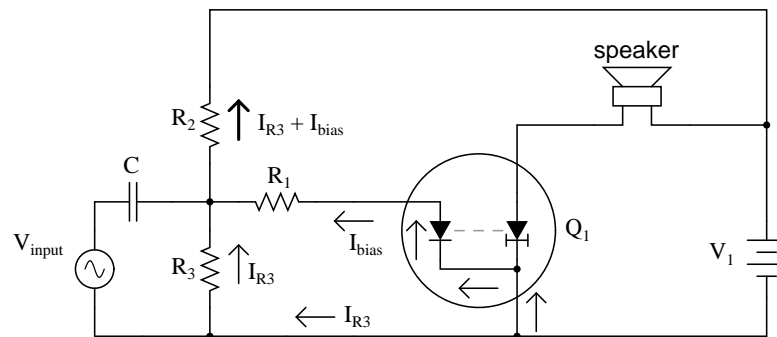 speaker
R2
IR3 + Ibias
C
R1
Vinput
Ibias
Q1
V1
R3
IR3
IR3